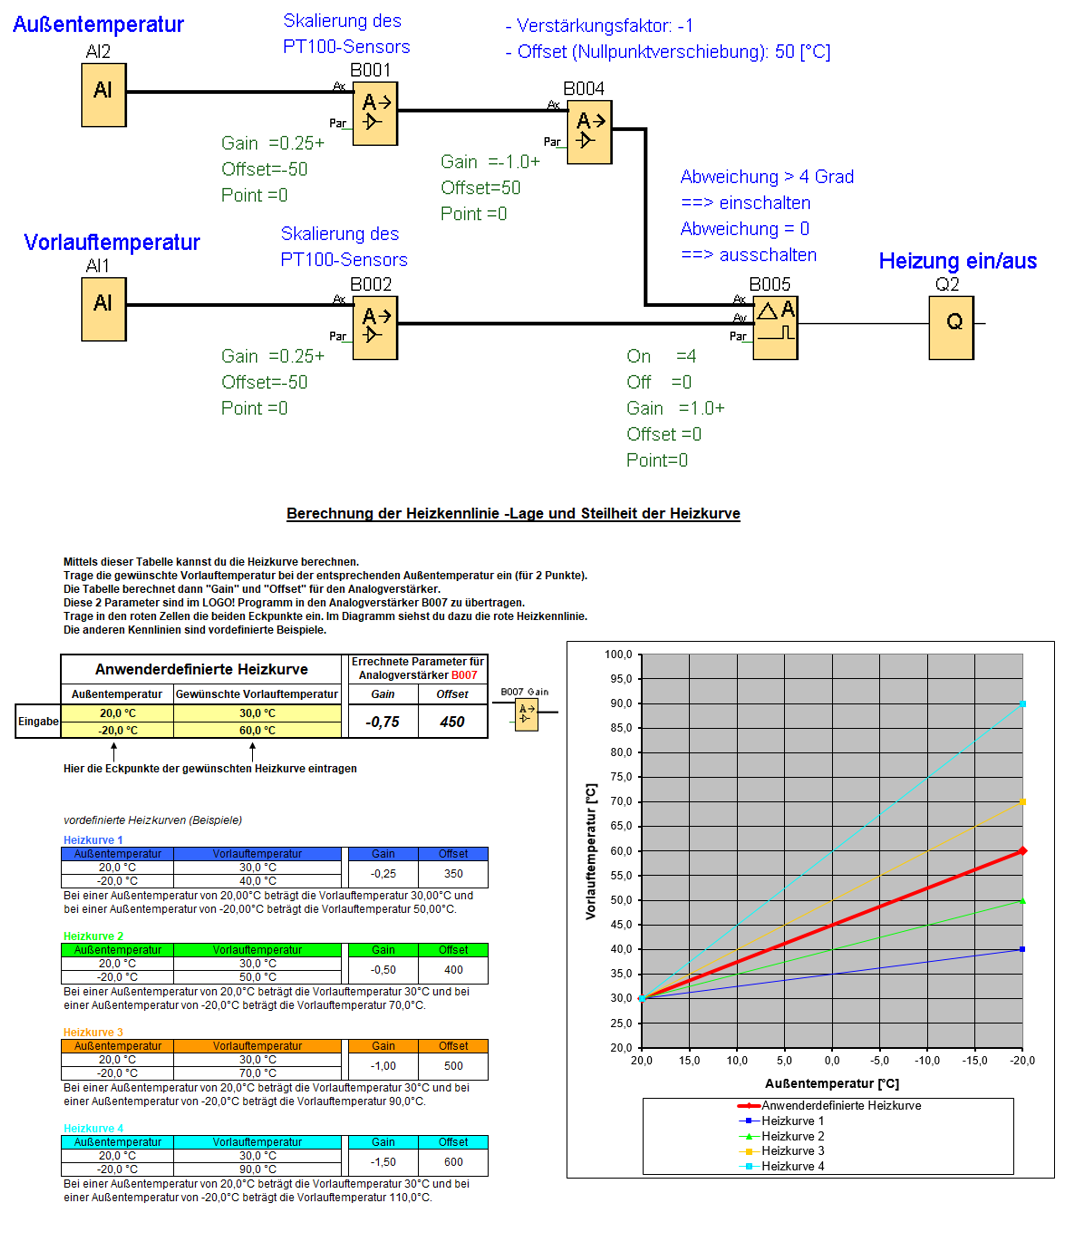 Außentemperatur
AI2
AI
Skalierung des
PT100-Sensors
B001
Ax
A→
Par
Gain =0.25+
Offset=-50
Point =0
- Verstärkungsfaktor: -1
- Offset (Nullpunktverschiebung): 50 [°C]
B004
Ax
A→
Par
Gain =-1.0+
Offset=50
Point =0
Abweichung > 4 Grad
==> einschalten
Abweichung = 0
==> ausschalten
Vorlauftemperatur
AI1
AI
Skalierung des
PT100-Sensors
B002
Ax
A→
Par
Gain =0.25+
Offset=-50
Point =0
B005
Ax
Ay
Par
△A
On =4
Off =0
Gain =1.0+
Offset =0
Point=0
Heizung ein/aus
Q2
Q
Berechnung der Heizkennlinie -Lage und Steilheit der Heizkurve
Mittels dieser Tabelle kannst du die Heizkurve berechnen.
Trage die gewünschte Vorlauftemperatur bei der entsprechenden Außentemperatur ein (für 2 Punkte).
Die Tabelle berechnet dann "Gain" und "Offset" für den Analogverstärker.
Diese 2 Parameter sind im LOGO! Programm in den Analogverstärker B007 zu übertragen.
Trage in den roten Zellen die beiden Eckpunkte ein. Im Diagramm siehst du dazu die rote Heizkennlinie.
Die anderen Kennlinien sind vordefinierte Beispiele.
Anwenderdefinierte Heizkurve
Errechnete Parameter für
Analogverstärker B007
Außentemperatur Gewünschte Vorlauftemperatur Gain Offset
Eingabe
20,0 °C 30,0 °C
-20,0 °C 60,0 °C
-0,75 450
B007 Gain
A→
Hier die Eckpunkte der gewünschten Heizkurve eintragen
vordefinierte Heizkurven (Beispiele)
Heizkurve 1
Außentemperatur Vorlauftemperatur Gain Offset
20,0 °C 30,0 °C
-20,0 °C 40,0 °C
-0,25 350
Bei einer Außentemperatur von 20,00°C beträgt die Vorlauftemperatur 30,00°C und
bei einer Außentemperatur von -20,00°C beträgt die Vorlauftemperatur 50,00°C.
Heizkurve 2
Außentemperatur Vorlauftemperatur Gain Offset
20,0 °C 30,0 °C
-20,0 °C 50,0 °C
-0,50 400
Bei einer Außentemperatur von 20,0°C beträgt die Vorlauftemperatur 30°C und bei
einer Außentemperatur von -20,0°C beträgt die Vorlauftemperatur 70,0°C.
Heizkurve 3
Außentemperatur Vorlauftemperatur Gain Offset
20,0 °C 30,0 °C
-20,0 °C 70,0 °C
-1,00 500
Bei einer Außentemperatur von 20,0°C beträgt die Vorlauftemperatur 30°C und bei
einer Außentemperatur von -20,0°C beträgt die Vorlauftemperatur 90,0°C.
Heizkurve 4
Außentemperatur Vorlauftemperatur Gain Offset
20,0 °C 30,0 °C
-20,0 °C 90,0 °C
-1,50 600
Bei einer Außentemperatur von 20,0°C beträgt die Vorlauftemperatur 30°C und bei
einer Außentemperatur von -20,0°C beträgt die Vorlauftemperatur 110,0°C.
Vorlauftemperatur [°C]
100,0
95,0
90,0
85,0
80,0
75,0
70,0
65,0
60,0
55,0
50,0
45,0
40,0
35,0
30,0
25,0
20,0
20,0 15,0 10,0 5,0 0,0 -5,0 -10,0 -15,0 -20,0
Außentemperatur [°C]
Anwenderdefinierte Heizkurve
Heizkurve 1
Heizkurve 2
Heizkurve 3
Heizkurve 4